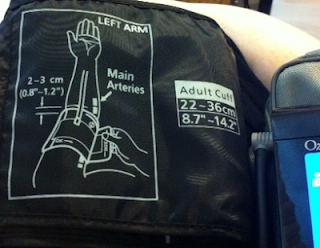 LEFT ARM
2-3 cm
(0.8"-1.2")
Main
Arteries
Adult Cuff
22~36cm
8.7"~14.2"